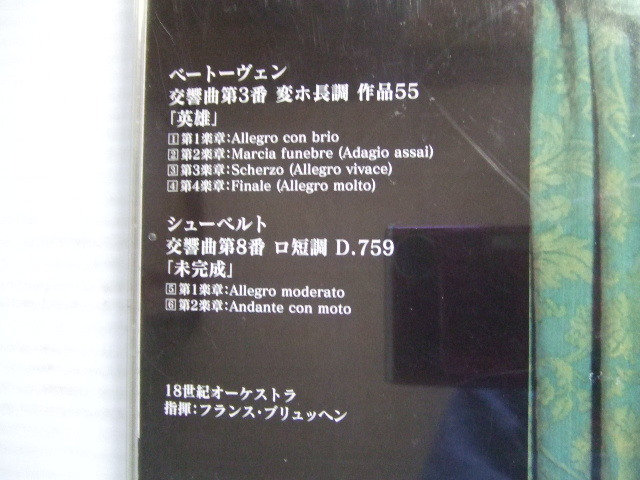 ベートーヴェン
交響曲第3番 変ホ長調 作品55
「英雄」
1 第1楽章:Allegro con brio
2 第2楽章:Marcia funebre (Adagio assai)
3 第3楽章:Scherzo (Allegro vivace)
4 第4楽章:Finale (Allegro molto)
シューベルト
交響曲第8番 ロ短調 D.759
「未完成」
5 第1楽章:Allegro moderato
6 第2楽章:Andante con moto
18世紀オーケストラ
指揮:フランス・ブリュッヘン